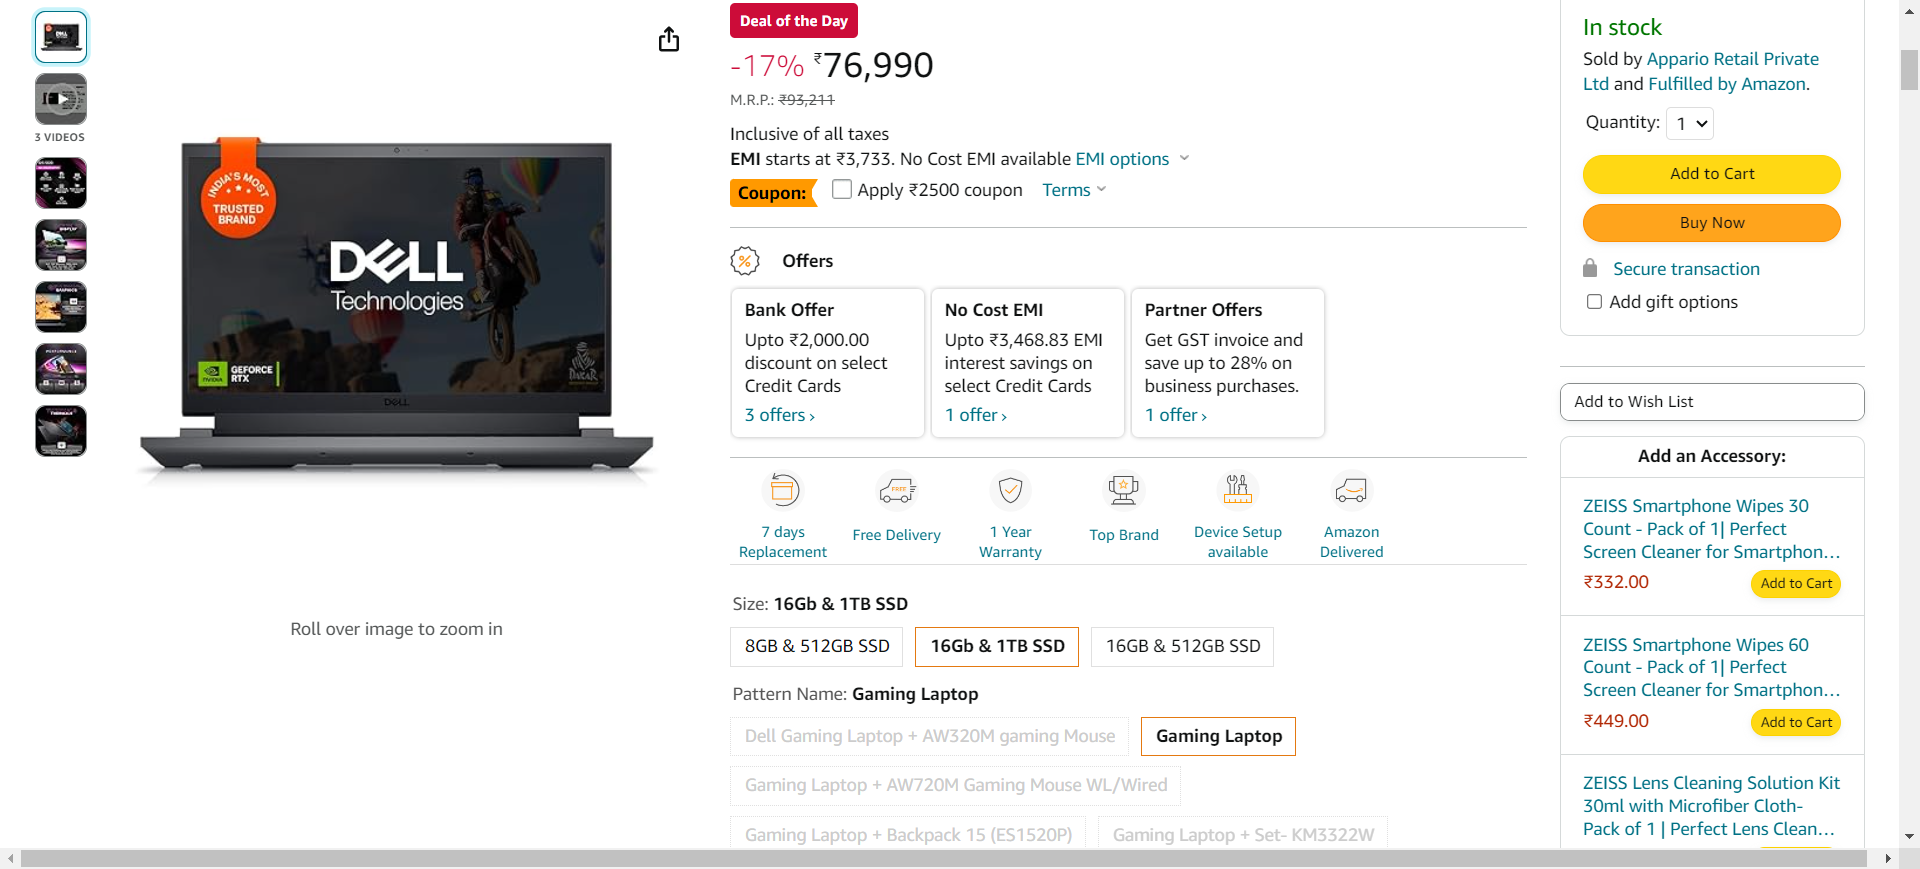 3 VIDEOS
INDIA'S MOST
TRUSTED
BRAND
DELL
Technologies
NVIDIA
GEFORCE
RTX
DAKAR
DELL
Roll over image to zoom in
Deal of the Day
-17% ₹76,990
M.R.P.: ₹93,211
Inclusive of all taxes
EMI starts at ₹3,733. No Cost EMI available EMI options
Coupon: Apply ₹2500 coupon Terms
Offers
Bank Offer
Upto ₹2,000.00
discount on select
Credit Cards
3 offers ›
No Cost EMI
Upto ₹3,468.83 EMI
interest savings on
select Credit Cards
1 offer ›
Partner Offers
Get GST invoice and
save up to 28% on
business purchases.
1 offer ›
7 days
Replacement
FREE
Free Delivery
1 Year
Warranty
Top Brand
Device Setup
available
Amazon
Delivered
Size: 16Gb & 1TB SSD
8GB & 512GB SSD
16Gb & 1TB SSD
16GB & 512GB SSD
Pattern Name: Gaming Laptop
Dell Gaming Laptop + AW320M gaming Mouse
Gaming Laptop
Gaming Laptop + AW720M Gaming Mouse WL/Wired
Gaming Laptop + Backpack 15 (ES1520P)
Gaming Laptop + Set- KM3322W
In stock
Sold by Appario Retail Private
Ltd and Fulfilled by Amazon.
Quantity: 1
Add to Cart
Buy Now
Secure transaction
Add gift options
Add to Wish List
Add an Accessory:
ZEISS Smartphone Wipes 30
Count - Pack of 1| Perfect
Screen Cleaner for Smartphon…
₹332.00
Add to Cart
ZEISS Smartphone Wipes 60
Count - Pack of 1| Perfect
Screen Cleaner for Smartphon…
₹449.00
Add to Cart
ZEISS Lens Cleaning Solution Kit
30ml with Microfiber Cloth-
Pack of 1 | Perfect Lens Clean…